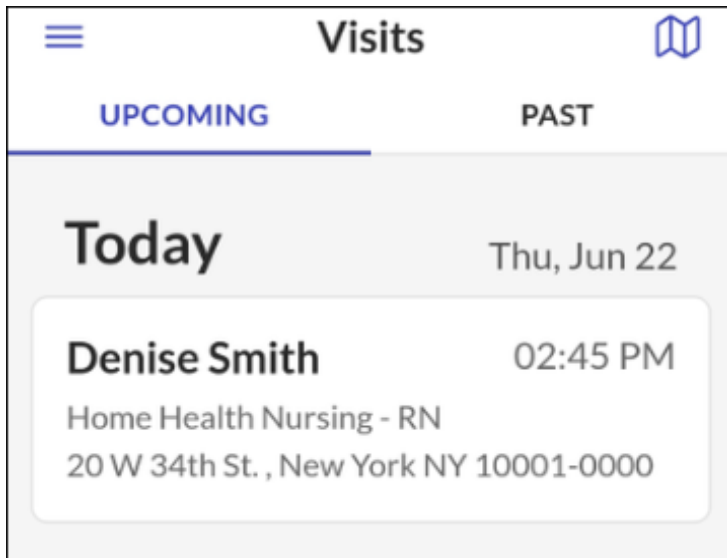 Visits
UPCOMING PAST
Today Thu, Jun 22
Denise Smith 02:45 PM
Home Health Nursing - RN
20 W 34th St. , New York NY 10001-0000